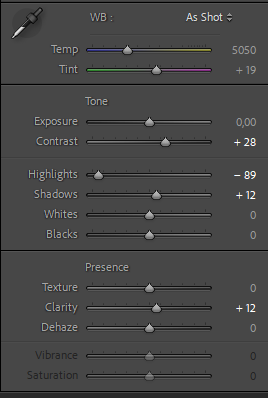 WB : As Shot
Temp 5050
Tint + 19
Tone
Exposure 0,00
Contrast + 28
Highlights − 89
Shadows + 12
Whites 0
Blacks 0
Presence
Texture 0
Clarity + 12
Dehaze 0
Vibrance 0
Saturation 0